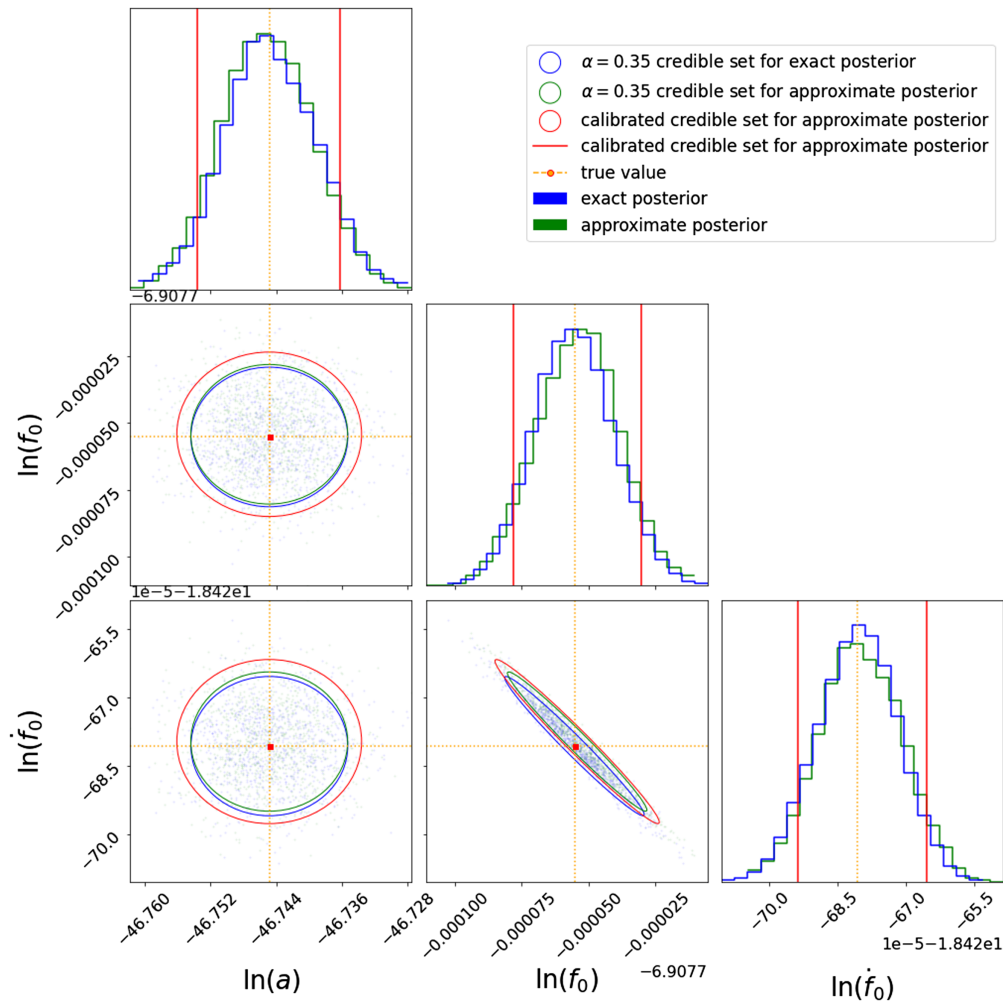 α = 0.35 credible set for exact posterior
α = 0.35 credible set for approximate posterior
calibrated credible set for approximate posterior
calibrated credible set for approximate posterior
true value
exact posterior
approximate posterior
−6.9077
ln(f₀)
−0.000025
−0.000050
−0.000075
−0.000100
1e−5−1.842e1
ln(ḟ₀)
−65.5
−67.0
−68.5
−70.0
−46.760
−46.752
−46.744
−46.736
−46.728
ln(a)
−0.000100
−0.000075
−0.000050
−0.000025
−6.9077
ln(f₀)
−70.0
−68.5
−67.0
−65.5
1e−5−1.842e1
ln(ḟ₀)